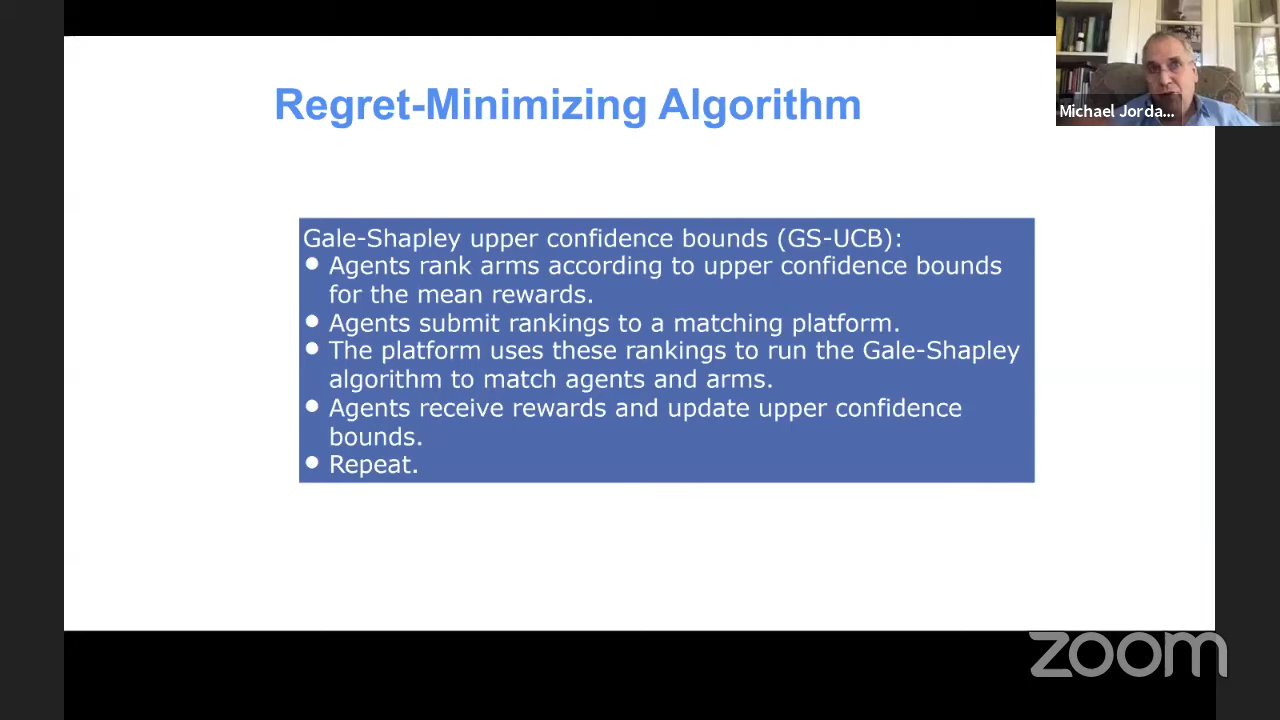 Regret-Minimizing Algorithm
Michael Jorda...
Gale-Shapley upper confidence bounds (GS-UCB):
● Agents rank arms according to upper confidence bounds
for the mean rewards.
● Agents submit rankings to a matching platform.
● The platform uses these rankings to run the Gale-Shapley
algorithm to match agents and arms.
● Agents receive rewards and update upper confidence
bounds.
● Repeat.
zoom